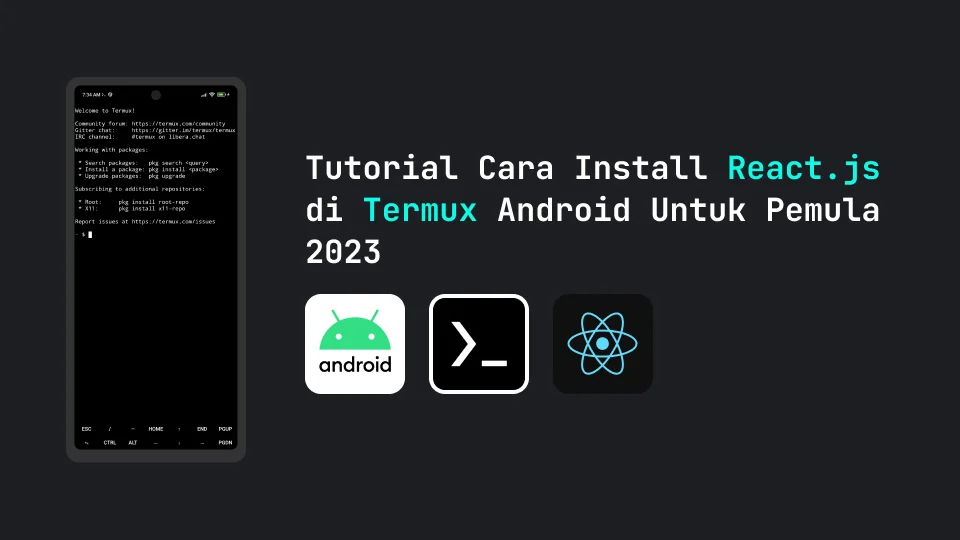 7:34 AM
Welcome to Termux!
Community forum: https://termux.com/community
Gitter chat: https://gitter.im/termux/termux
IRC channel: #termux on libera.chat
Working with packages:
* Search packages: pkg search <query>
* Install a package: pkg install <package>
* Upgrade packages: pkg upgrade
Subscribing to additional repositories:
* Root: pkg install root-repo
* X11: pkg install x11-repo
Report issues at https://termux.com/issues
~ $
ESC / — HOME ↑ END PGUP
CTRL ALT ← ↓ → PGDN
Tutorial Cara Install React.js
di Termux Android Untuk Pemula
2023
android